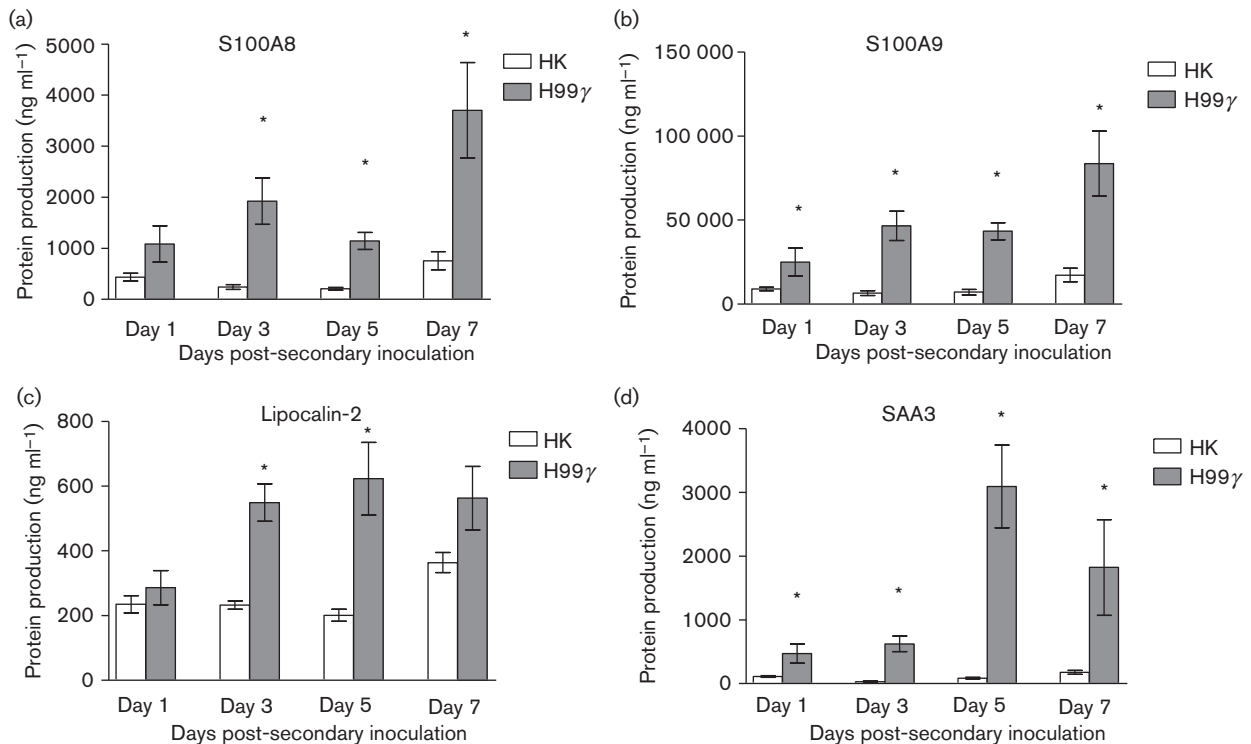 (a)
S100A8
Protein production (ng ml⁻¹)
5000
4000
3000
2000
1000
0
*
*
*
HK
H99γ
Day 1 Day 3 Day 5 Day 7
Days post-secondary inoculation
(b)
S100A9
Protein production (ng ml⁻¹)
150 000
100 000
50 000
0
*
*
*
*
HK
H99γ
Day 1 Day 3 Day 5 Day 7
Days post-secondary inoculation
(c)
Lipocalin-2
Protein production (ng ml⁻¹)
800
600
400
200
0
*
*
HK
H99γ
Day 1 Day 3 Day 5 Day 7
Days post-secondary inoculation
(d)
SAA3
Protein production (ng ml⁻¹)
4000
3000
2000
1000
0
*
*
*
*
HK
H99γ
Day 1 Day 3 Day 5 Day 7
Days post-secondary inoculation